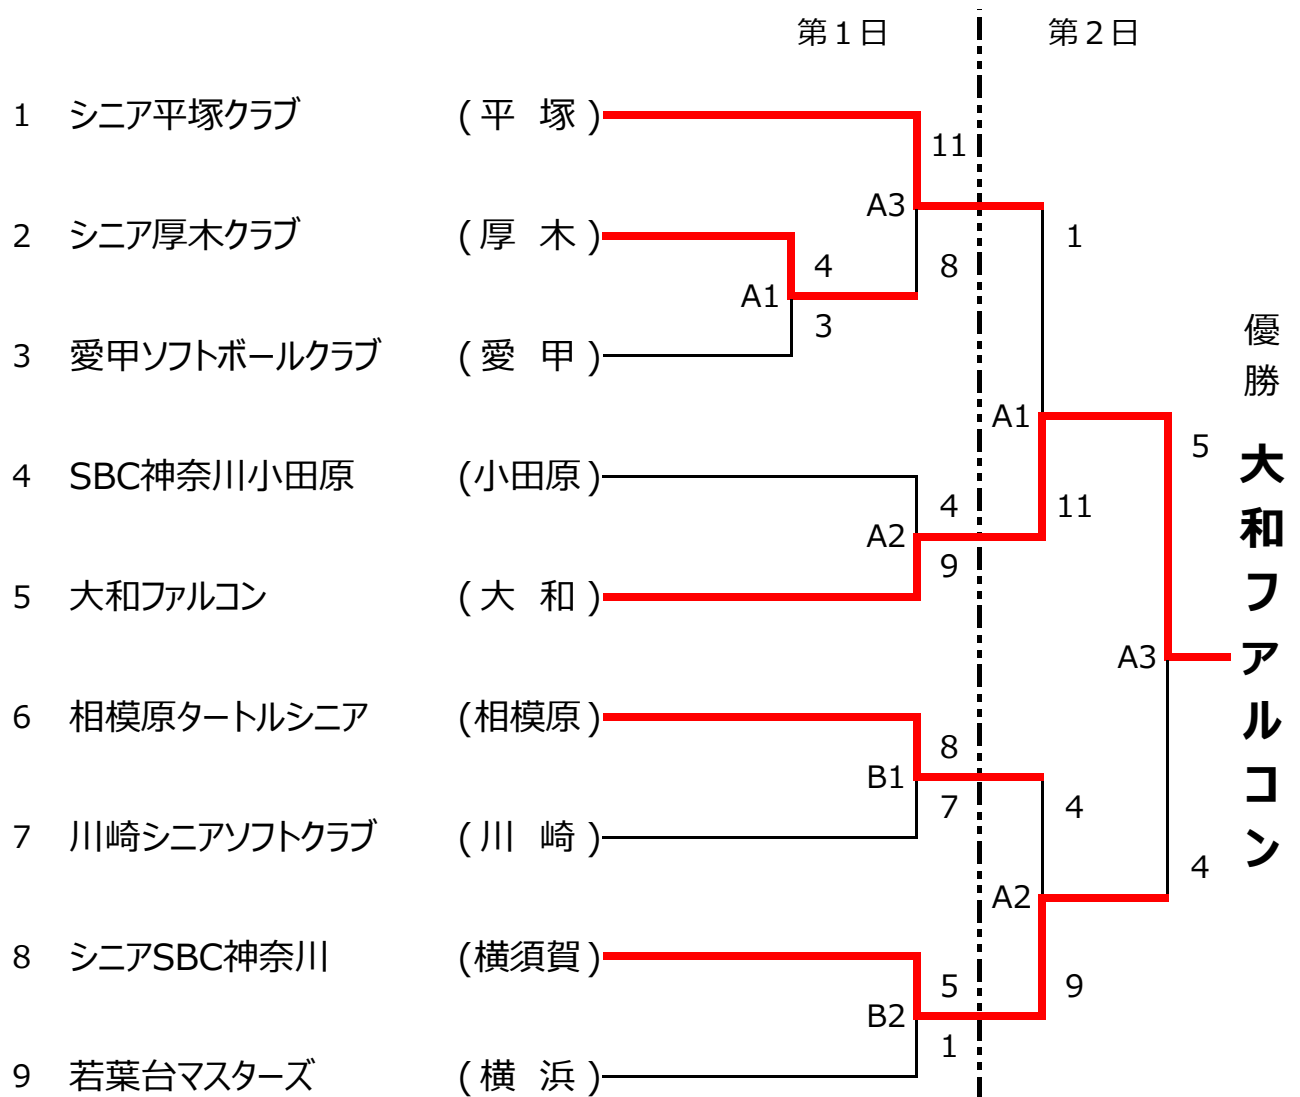 第１日 第２日
1 シニア平塚クラブ (平 塚)
11
A3
2 シニア厚木クラブ (厚 木)
1
4 8
A1
3
3 愛甲ソフトボールクラブ (愛 甲)
A1
5
4 SBC神奈川小田原 (小田原)
4 11
A2
9
5 大和ファルコン (大 和)
A3
6 相模原タートルシニア (相模原)
8
B1
7 4
7 川崎シニアソフトクラブ (川 崎)
4
A2
8 シニアSBC神奈川 (横須賀)
5 9
B2
1
9 若葉台マスターズ (横 浜)
優勝
大和ファルコン